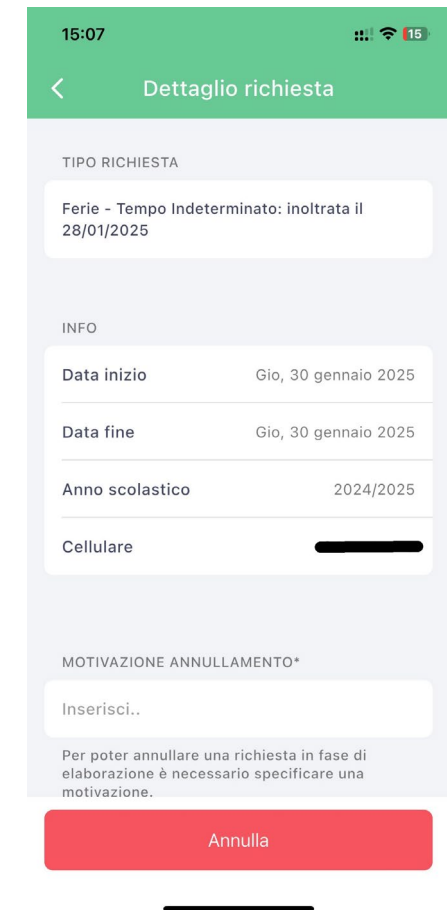 15:07
15
Dettaglio richiesta
TIPO RICHIESTA
Ferie - Tempo Indeterminato: inoltrata il
28/01/2025
INFO
Data inizio Gio, 30 gennaio 2025
Data fine Gio, 30 gennaio 2025
Anno scolastico 2024/2025
Cellulare
MOTIVAZIONE ANNULLAMENTO*
Inserisci..
Per poter annullare una richiesta in fase di
elaborazione è necessario specificare una
motivazione.
Annulla